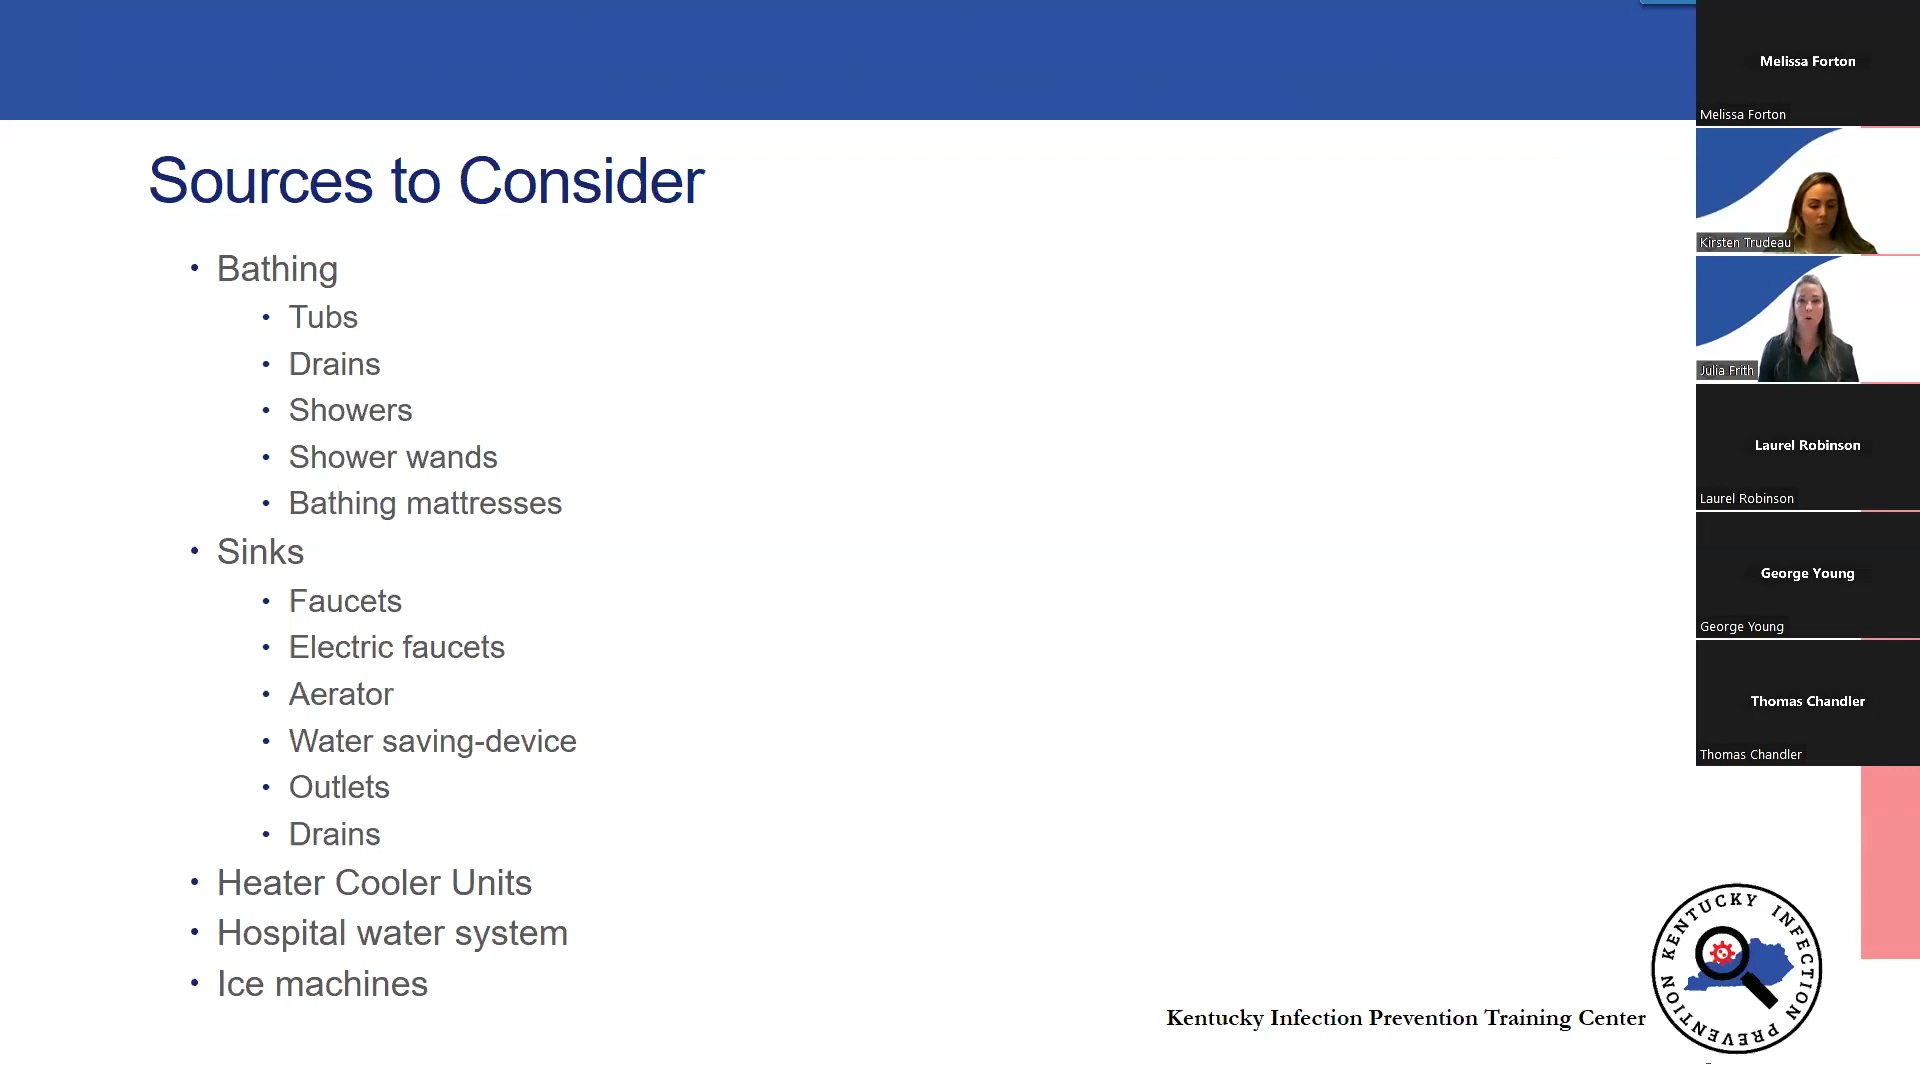 Sources to Consider
• Bathing
• Tubs
• Drains
• Showers
• Shower wands
• Bathing mattresses
• Sinks
• Faucets
• Electric faucets
• Aerator
• Water saving-device
• Outlets
• Drains
• Heater Cooler Units
• Hospital water system
• Ice machines
Kentucky Infection Prevention Training Center
KENTUCKY INFECTION PREVENTION
Melissa Forton
Melissa Forton
Kirsten Trudeau
Julia Frith
Laurel Robinson
Laurel Robinson
George Young
George Young
Thomas Chandler
Thomas Chandler